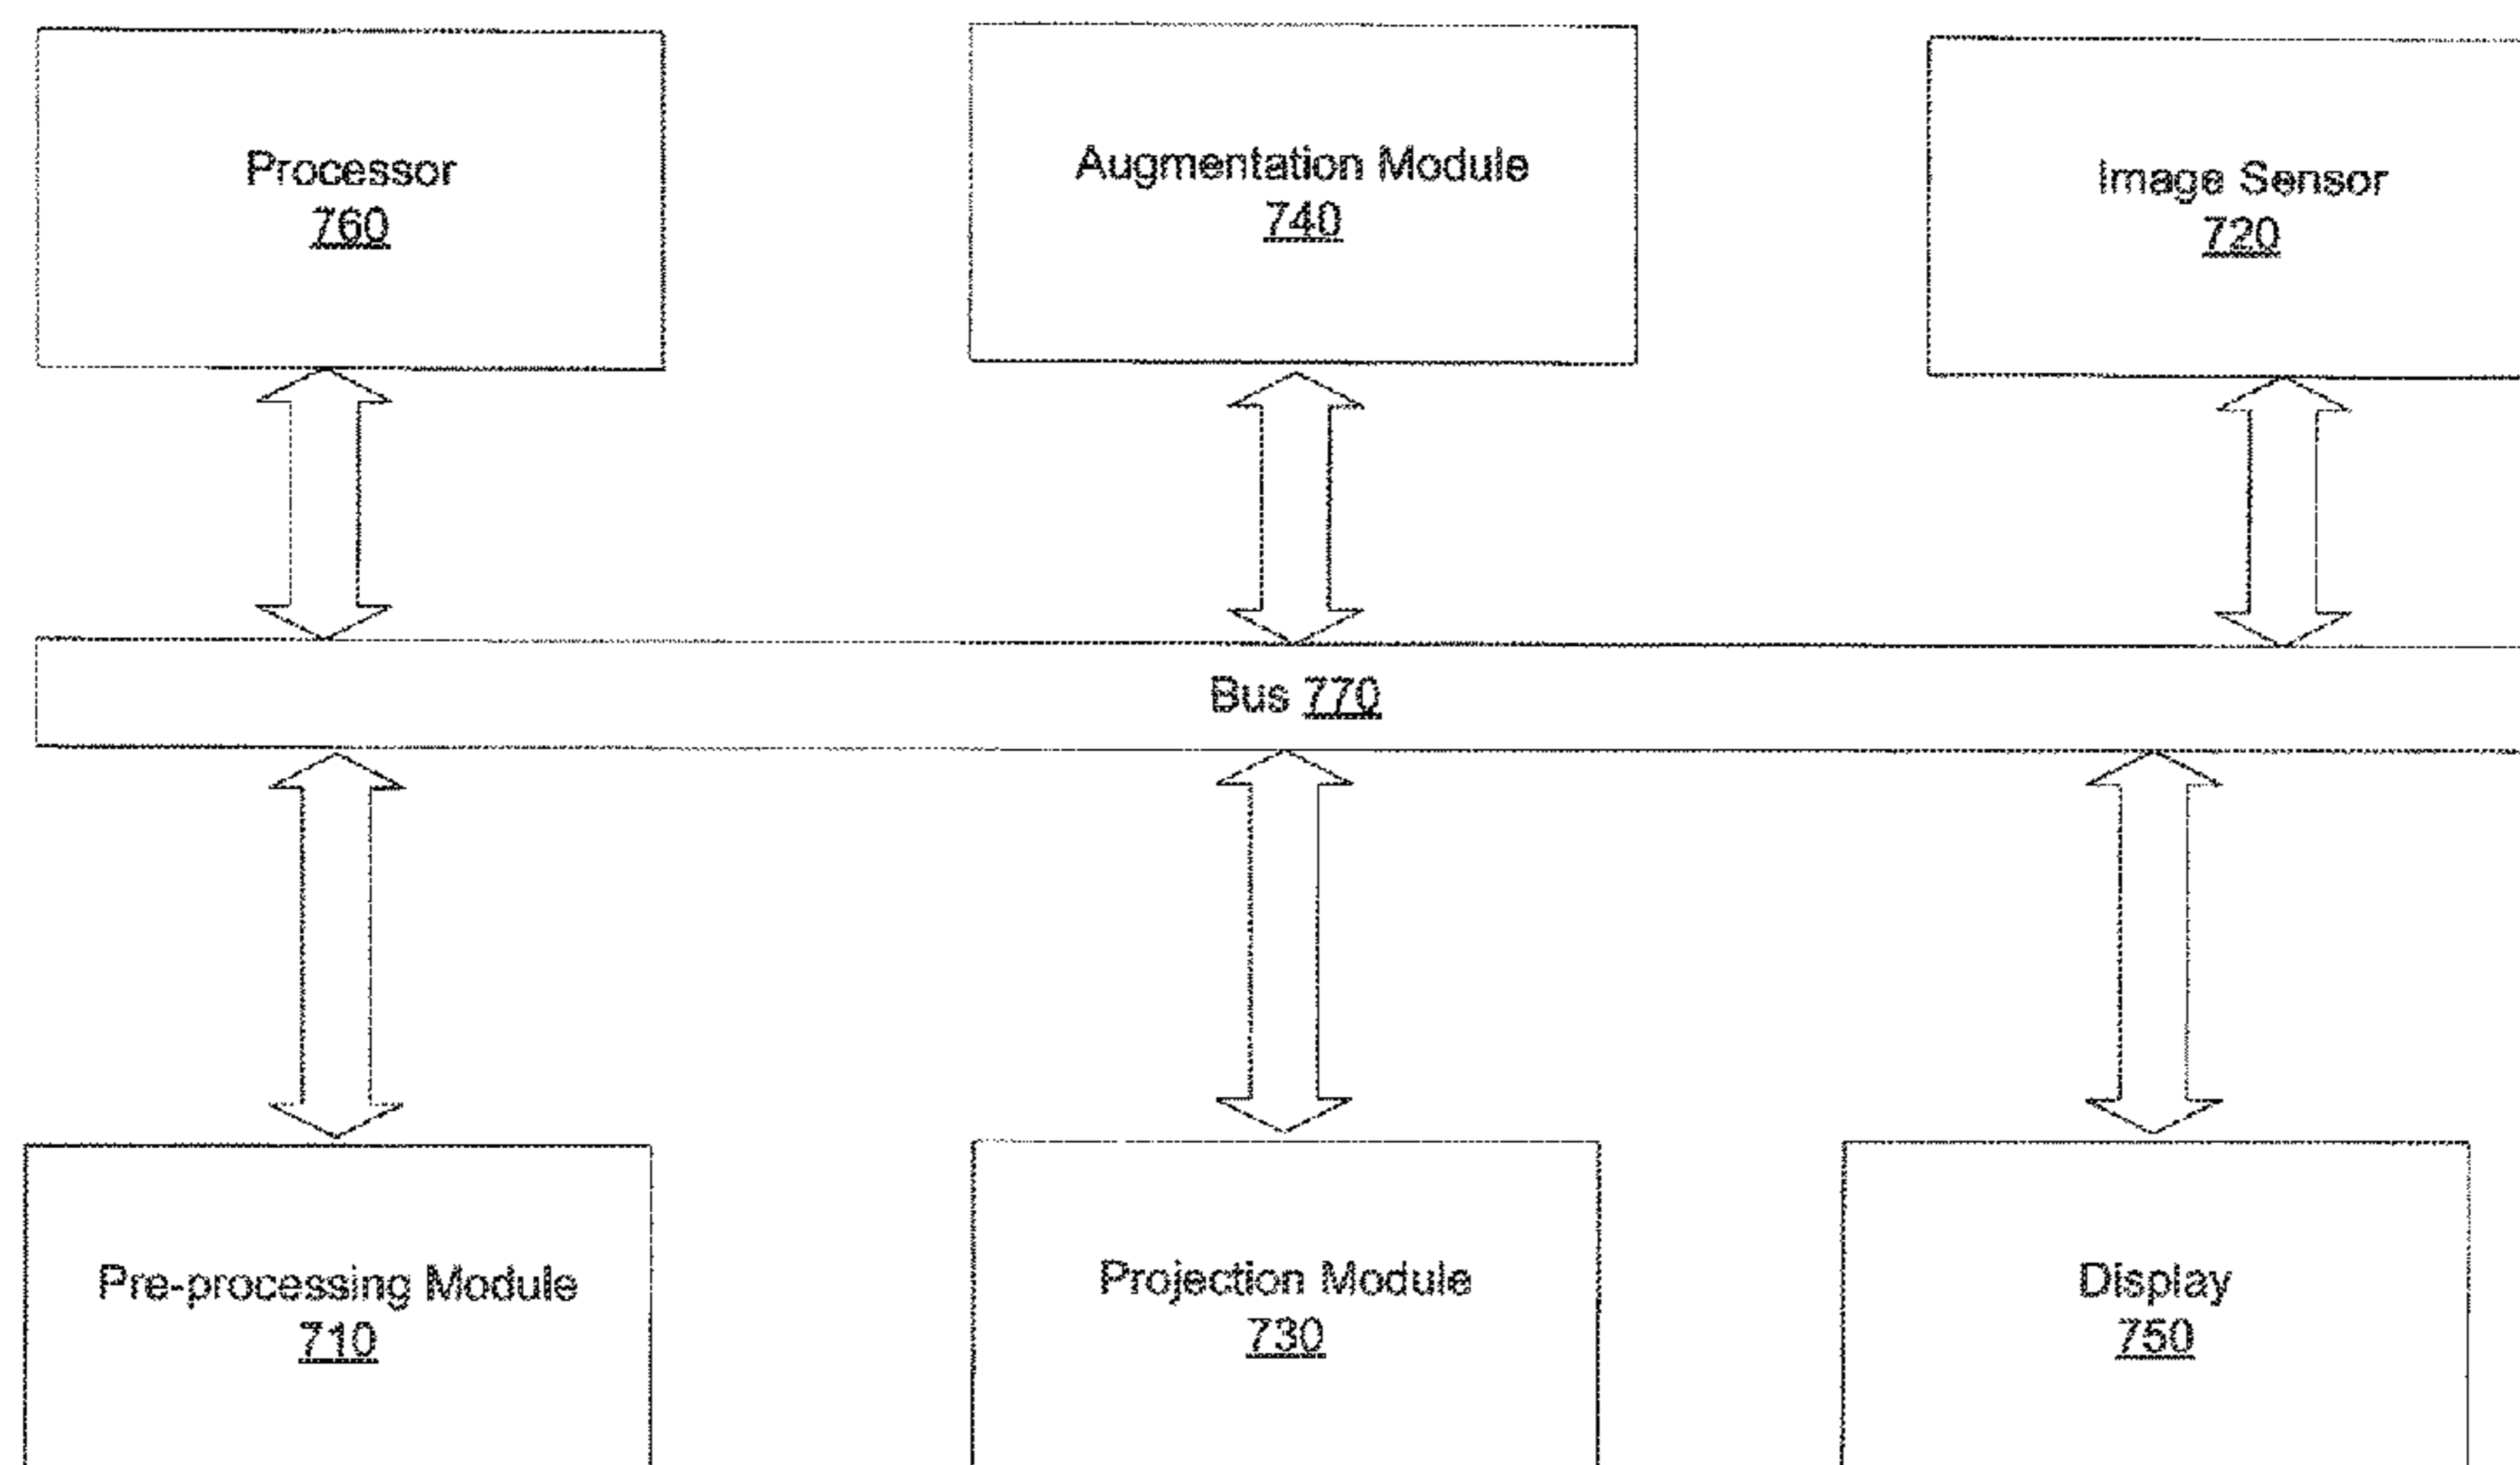 Processor
760
Augmentation Module
740
Image Sensor
720
Bus 770
Pre-processing Module
710
Projection Module
730
Display
750